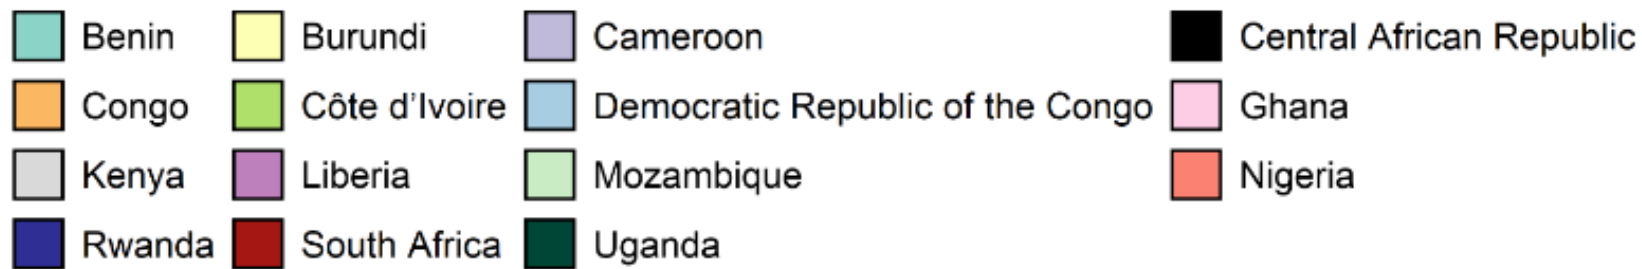 Benin Burundi Cameroon Central African Republic
Congo Côte d’Ivoire Democratic Republic of the Congo Ghana
Kenya Liberia Mozambique Nigeria
Rwanda South Africa Uganda